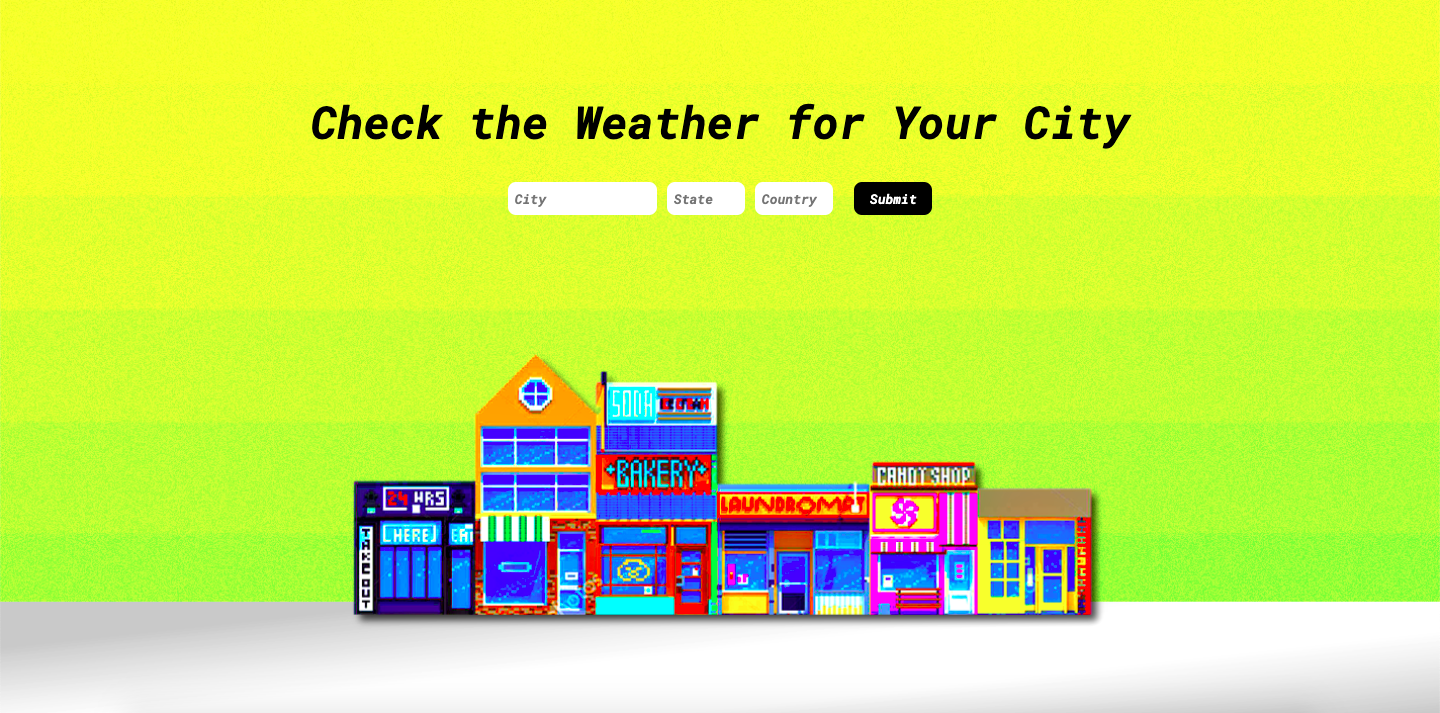 Check the Weather for Your City
City State Country Submit
SODA
BAKERY
CANDY SHOP
LAUNDROMAT
24 HRS
HERE
TAKEOUT